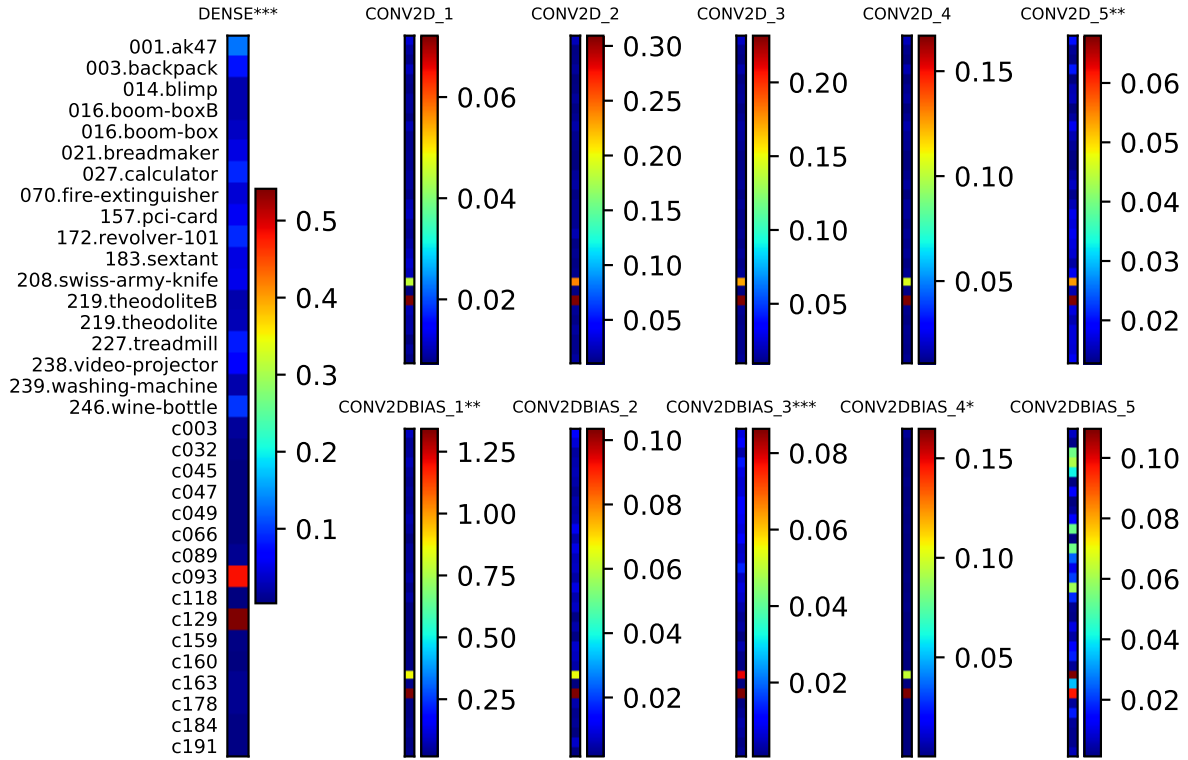 DENSE***
001.ak47
003.backpack
014.blimp
016.boom-boxB
016.boom-box
021.breadmaker
027.calculator
070.fire-extinguisher
157.pci-card
172.revolver-101
183.sextant
208.swiss-army-knife
219.theodoliteB
219.theodolite
227.treadmill
238.video-projector
239.washing-machine
246.wine-bottle
c003
c032
c045
c047
c049
c066
c089
c093
c118
c129
c159
c160
c163
c178
c184
c191
0.5
0.4
0.3
0.2
0.1
CONV2D_1
0.06
0.04
0.02
CONV2D_2
0.30
0.25
0.20
0.15
0.10
0.05
CONV2D_3
0.20
0.15
0.10
0.05
CONV2D_4
0.15
0.10
0.05
CONV2D_5**
0.06
0.05
0.04
0.03
0.02
CONV2DBIAS_1**
1.25
1.00
0.75
0.50
0.25
CONV2DBIAS_2
0.10
0.08
0.06
0.04
0.02
CONV2DBIAS_3***
0.08
0.06
0.04
0.02
CONV2DBIAS_4*
0.15
0.10
0.05
CONV2DBIAS_5
0.10
0.08
0.06
0.04
0.02